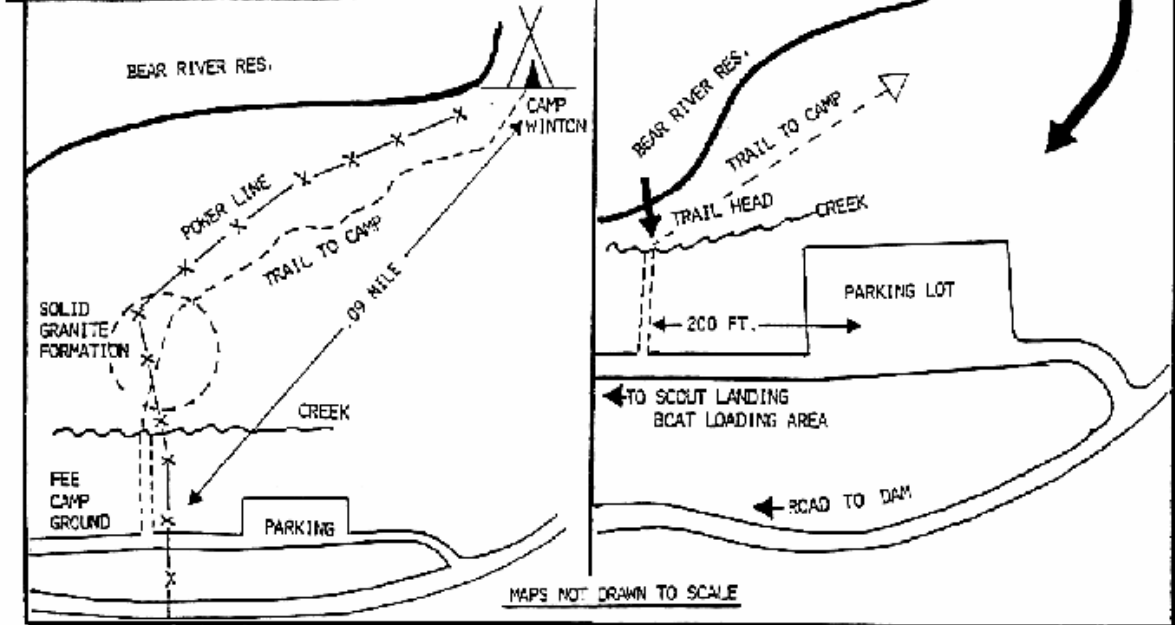 BEAR RIVER RES.
CAMP
WINTON
POWER LINE
TRAIL TO CAMP
.09 MILE
SOLID
GRANITE
FORMATION
CREEK
FEE
CAMP
GROUND
PARKING
BEAR RIVER RES.
TRAIL TO CAMP
TRAIL HEAD
CREEK
PARKING LOT
200 FT.
TO SCOUT LANDING
BOAT LOADING AREA
ROAD TO DAM
MAPS NOT DRAWN TO SCALE